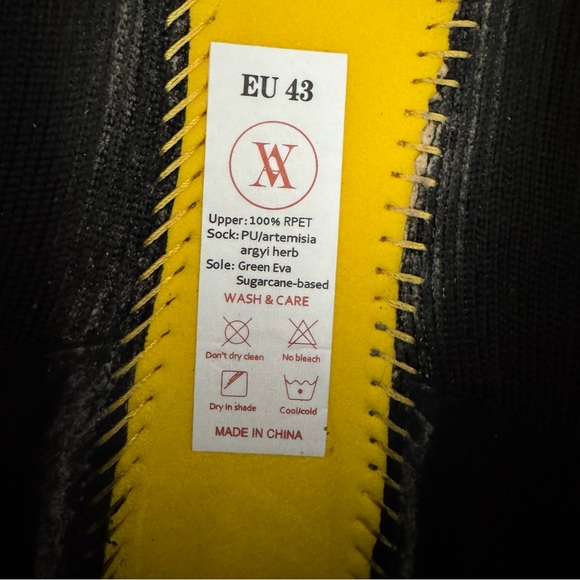 EU 43
VA
Upper: 100% RPET
Sock: PU/artemisia
argyi herb
Sole: Green Eva
Sugarcane-based
WASH & CARE
Don't dry clean
No bleach
Dry in shade
Cool/cold
MADE IN CHINA